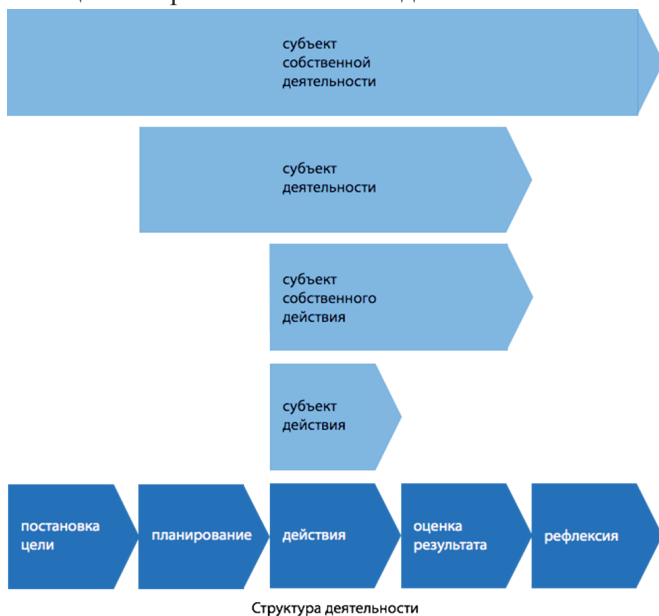 субъект
собственной
деятельности
субъект
деятельности
субъект
собственного
действия
субъект
действия
постановка
цели
планирование
действия
оценка
результата
рефлексия
Структура деятельности